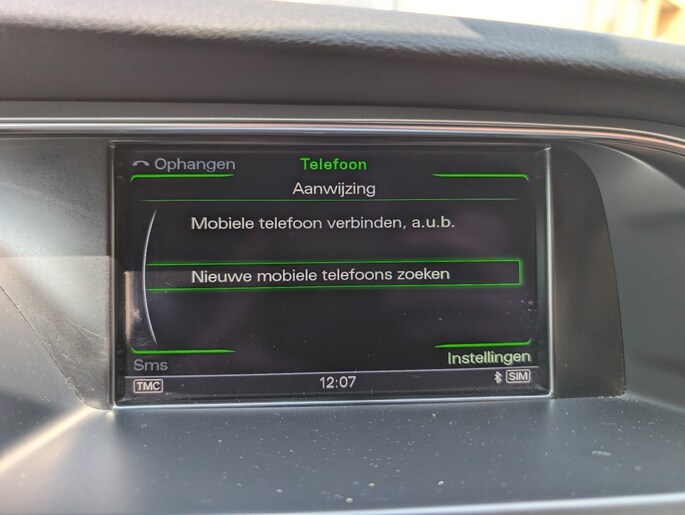 Ophangen Telefoon
Aanwijzing
Mobiele telefoon verbinden, a.u.b.
Nieuwe mobiele telefoons zoeken
Sms Instellingen
TMC 12:07 SIM